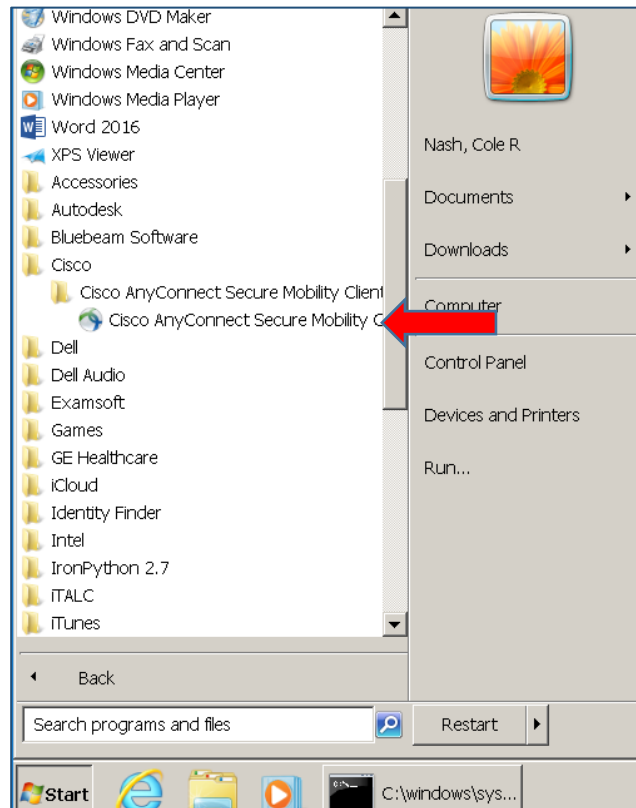 Windows DVD Maker
Windows Fax and Scan
Windows Media Center
Windows Media Player
Word 2016
XPS Viewer
Accessories
Autodesk
Bluebeam Software
Cisco
Cisco AnyConnect Secure Mobility Client
Cisco AnyConnect Secure Mobility C
Dell
Dell Audio
Examsoft
Games
GE Healthcare
iCloud
Identity Finder
Intel
IronPython 2.7
iTALC
iTunes
Back
Search programs and files
Nash, Cole R
Documents
Downloads
Computer
Control Panel
Devices and Printers
Run...
Restart
Start
C:\windows\sys...